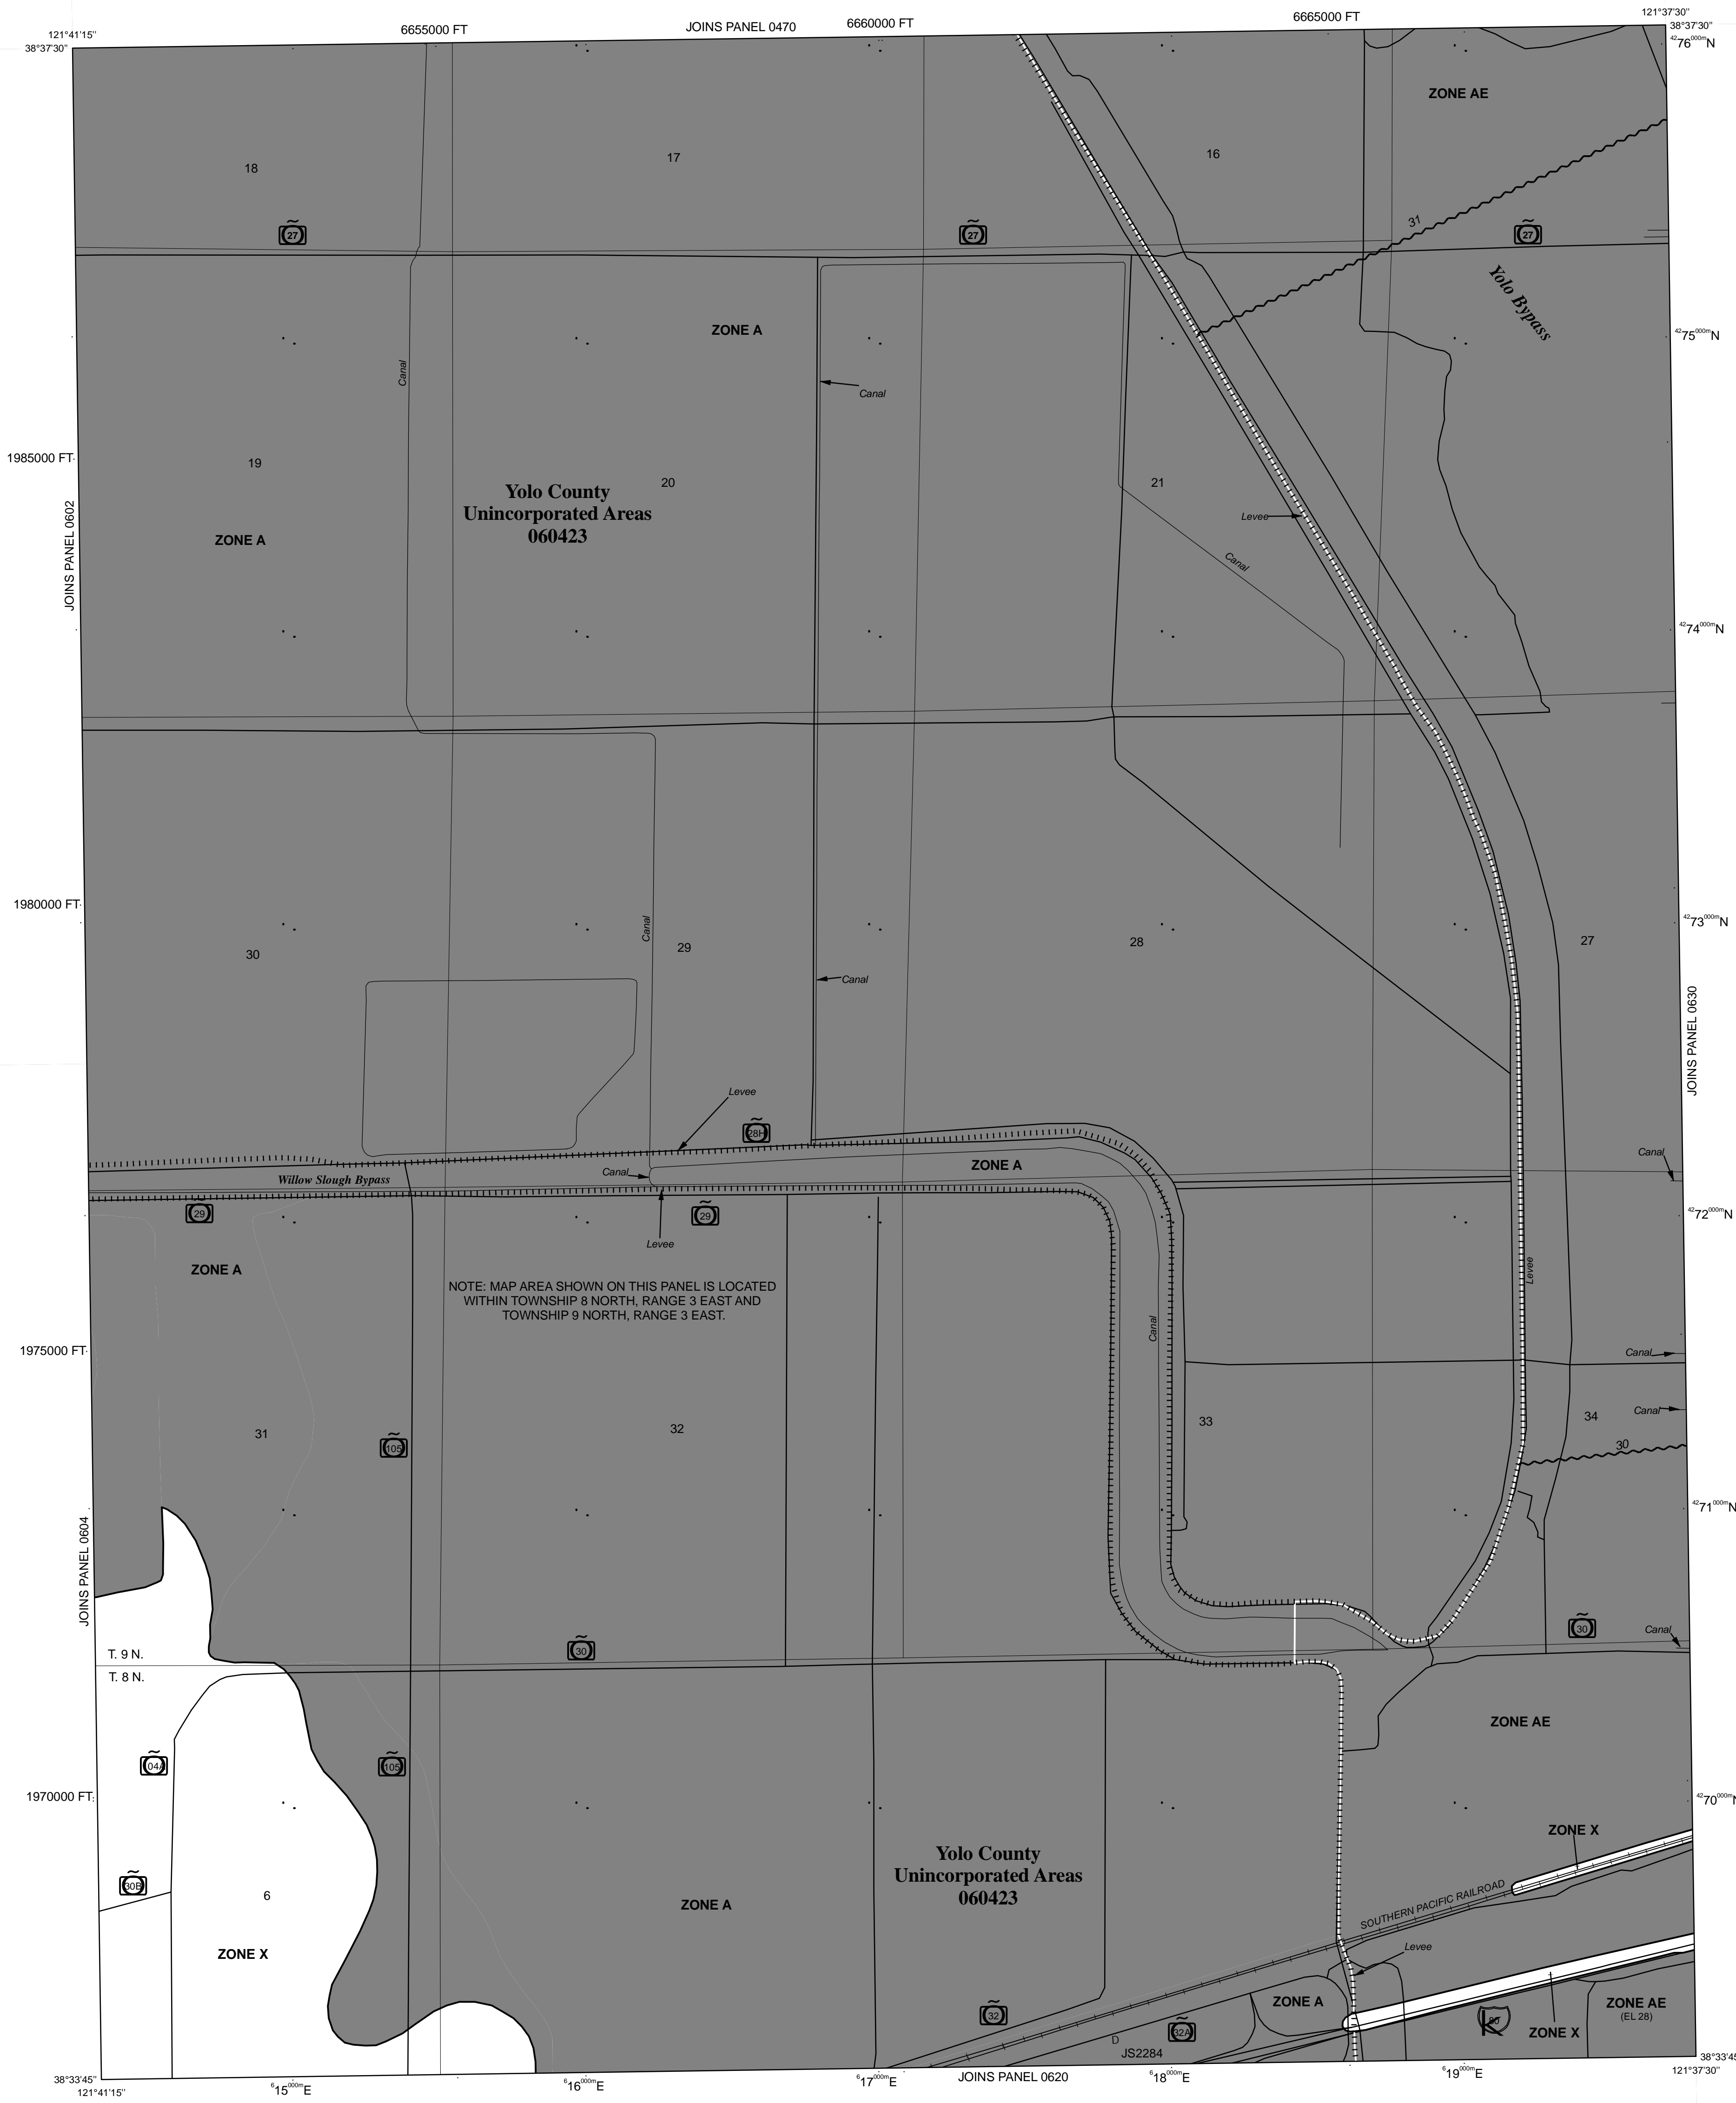 121°41'15"
6655000 FT
JOINS PANEL 0470
6660000 FT
6665000 FT
121°37'30"
38°37'30"
38°37'30"
4276000mN
ZONE AE
18
17
16
31
27
27
27
Yolo Bypass
ZONE A
4275000mN
Canal
Canal
1985000 FT
19
20
21
Yolo County
Unincorporated Areas
060423
Levee
ZONE A
JOINS PANEL 0602
Canal
4274000mN
1980000 FT
4273000mN
30
Canal
29
28
27
Canal
JOINS PANEL 0630
Levee
28H
Canal
ZONE A
Canal
Willow Slough Bypass
29
29
4272000mN
Levee
ZONE A
Levee
NOTE: MAP AREA SHOWN ON THIS PANEL IS LOCATED
WITHIN TOWNSHIP 8 NORTH, RANGE 3 EAST AND
TOWNSHIP 9 NORTH, RANGE 3 EAST.
Canal
1975000 FT
Canal
31
105
32
33
34
Canal
30
4271000m
JOINS PANEL 0604
T. 9 N.
30
30
Canal
T. 8 N.
ZONE AE
04A
105
1970000 FT
4270000mN
ZONE X
30B
6
ZONE A
Yolo County
Unincorporated Areas
060423
SOUTHERN PACIFIC RAILROAD
ZONE X
Levee
32
32A
ZONE A
80
ZONE AE
(EL 28)
ZONE X
D
JS2284
38°33'45"
38°33'45"
121°41'15"
615000mE
616000mE
617000mE
JOINS PANEL 0620
618000mE
619000mE
121°37'30"